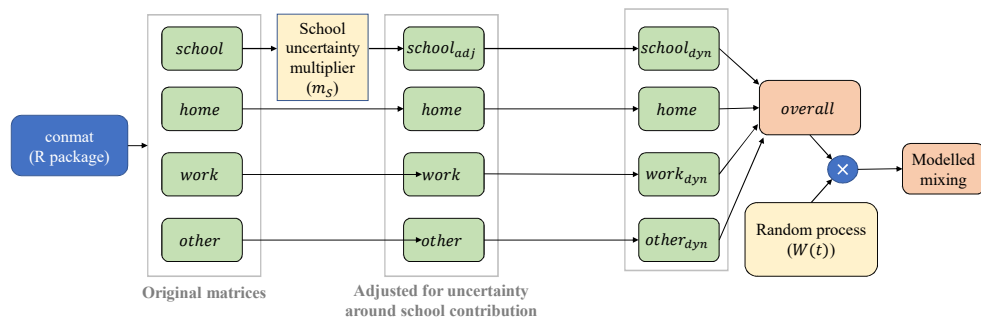 conmat
(R package)
school
home
work
other
Original matrices
School
uncertainty
multiplier
(m_S)
school_adj
home
work
other
Adjusted for uncertainty
around school contribution
school_dyn
home
work_dyn
other_dyn
overall
×
Random process
(W(t))
Modelled
mixing